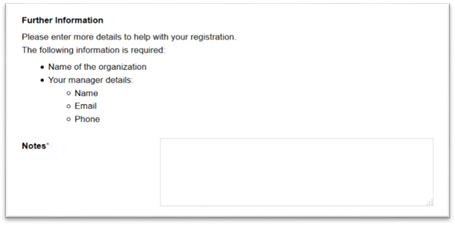 Further Information
Please enter more details to help with your registration.
The following information is required:
• Name of the organization
• Your manager details:
o Name
o Email
o Phone
Notes*